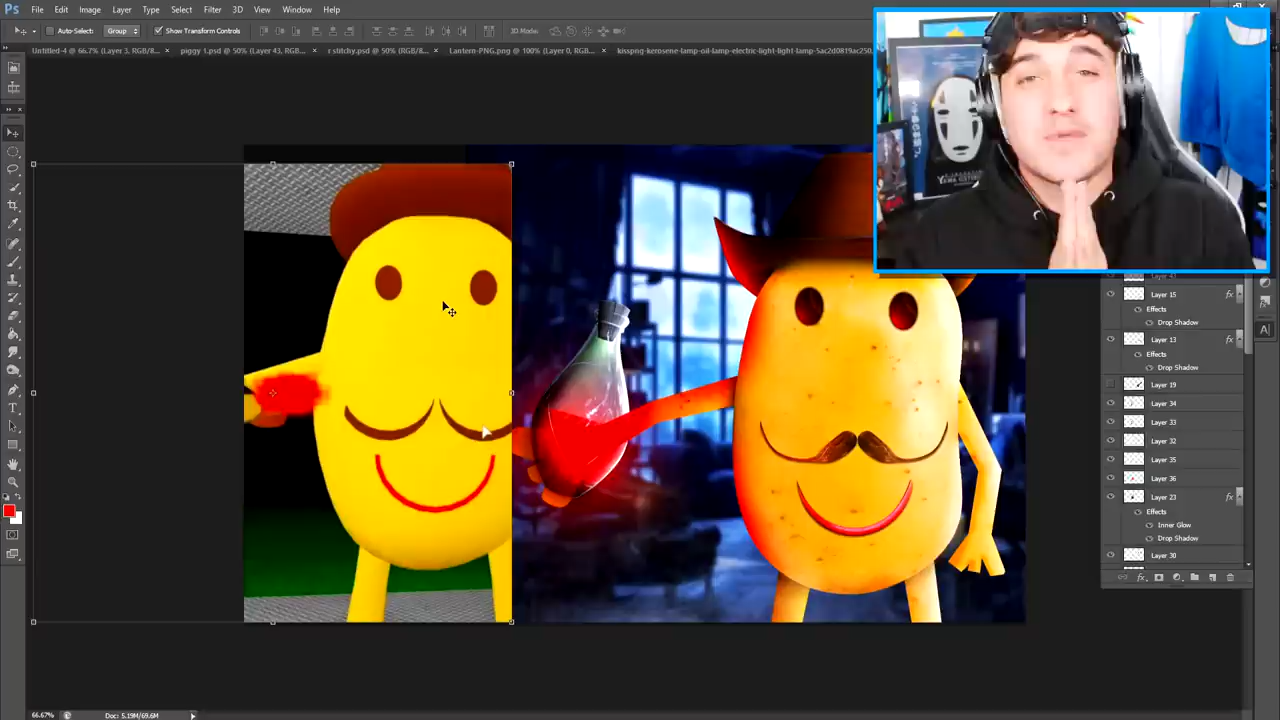 Ps File Edit Image Layer Type Select Filter 3D View Window Help
Auto-Select: Group Show Transform Controls 3D Mode:
Untitled-4 @ 66.7% (Layer 3, RGB/8... × piggy 1.psd @ 50% (Layer 43, RGB... × r stitchy.psd @ 50% (RGB/8... × Lantern-PNG.png @ 100% (Layer 0, RGB... × kisspng-kerosene-lamp-oil-lamp-electric-light-light-lamp-5ac2d0819ac250.
Layer 15 fx
Effects
Drop Shadow
Layer 13 fx
Effects
Drop Shadow
Layer 19
Layer 34
Layer 33
Layer 32
Layer 35
Layer 36
Layer 23 fx
Effects
Inner Glow
Drop Shadow
Layer 30
66.67% Doc: 5.19M/69.6M